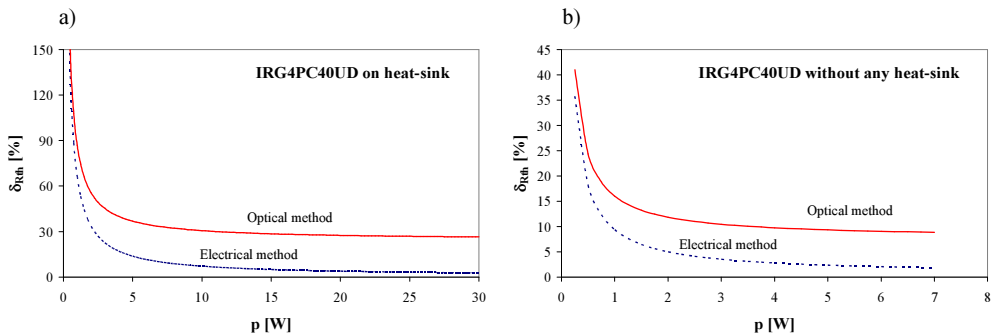 a)
IRG4PC40UD on heat-sink
150
120
90
60
30
0
δRth [%]
Optical method
Electrical method
0 5 10 15 20 25 30
p [W]
b)
IRG4PC40UD without any heat-sink
45
40
35
30
25
20
15
10
5
0
δRth [%]
Optical method
Electrical method
0 1 2 3 4 5 6 7 8
p [W]